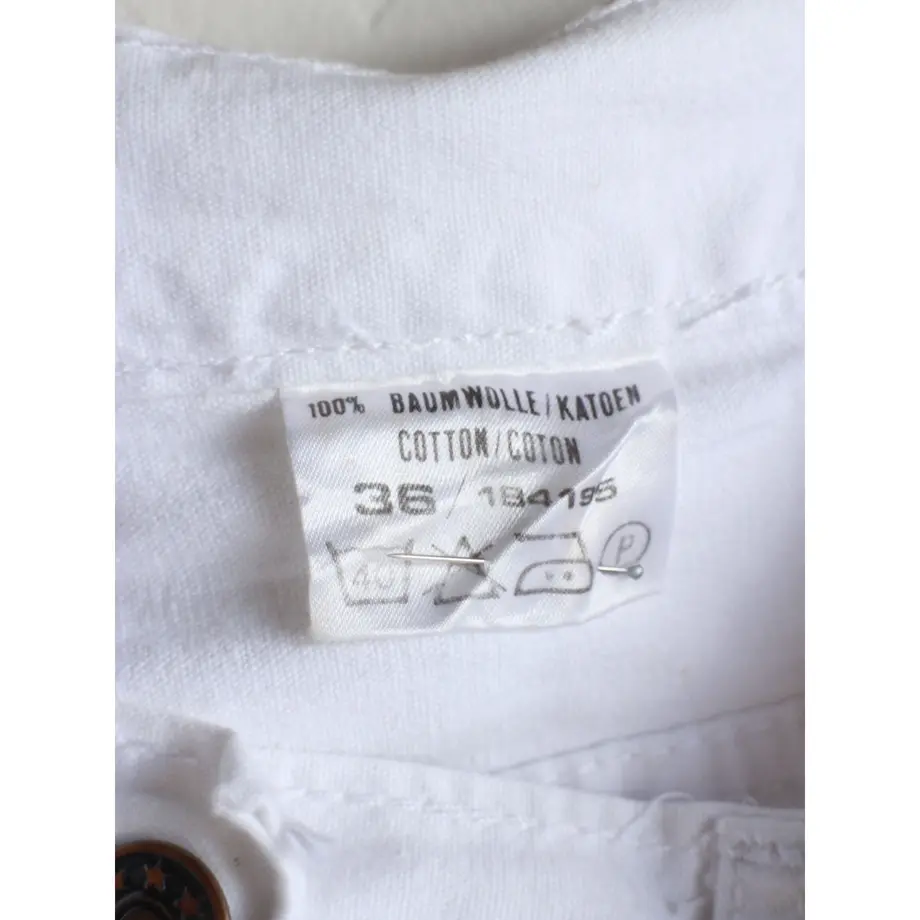 100% BAUMWOLLE/KATOEN
COTTON/COTON
36/184195
40
P